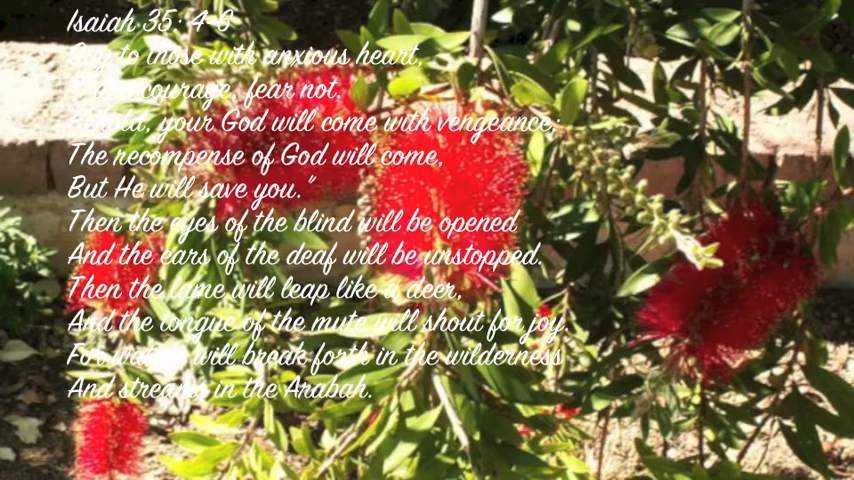 Isaiah 35: 4-6
Say to those with anxious heart,
courage, fear not.
Behold, your God will come with vengeance;
The recompense of God will come,
But He will save you.”
Then the eyes of the blind will be opened
And the ears of the deaf will be unstopped.
Then the lame will leap like a deer,
And the tongue of the mute will shout for joy.
For waters will break forth in the wilderness
And streams in the Arabah.